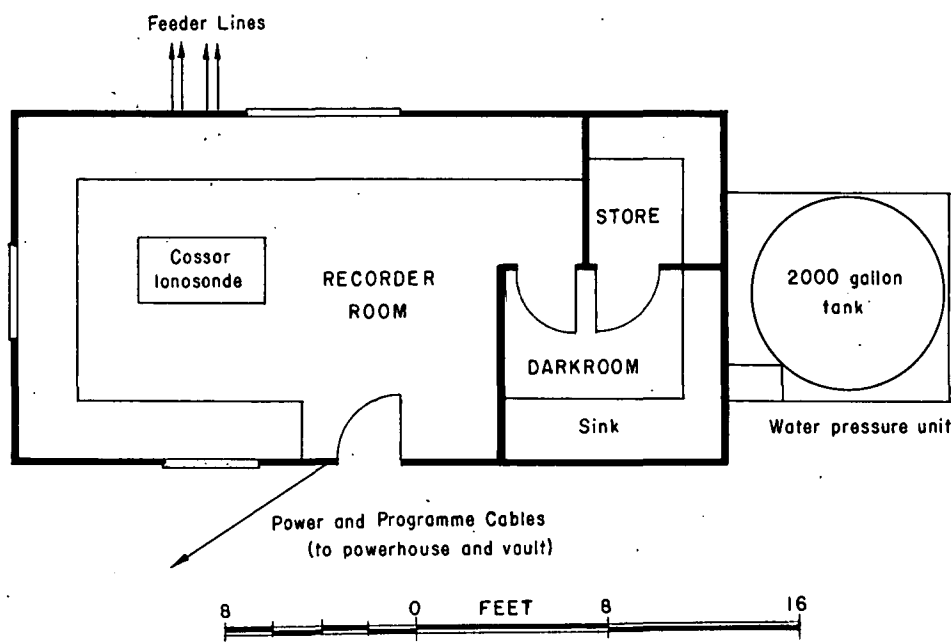 Feeder Lines
STORE
Cossor
Ionosonde
RECORDER
ROOM
2000 gallon
tank
DARKROOM
Sink
Water pressure unit
Power and Programme Cables
(to powerhouse and vault)
8 0 FEET 8 16